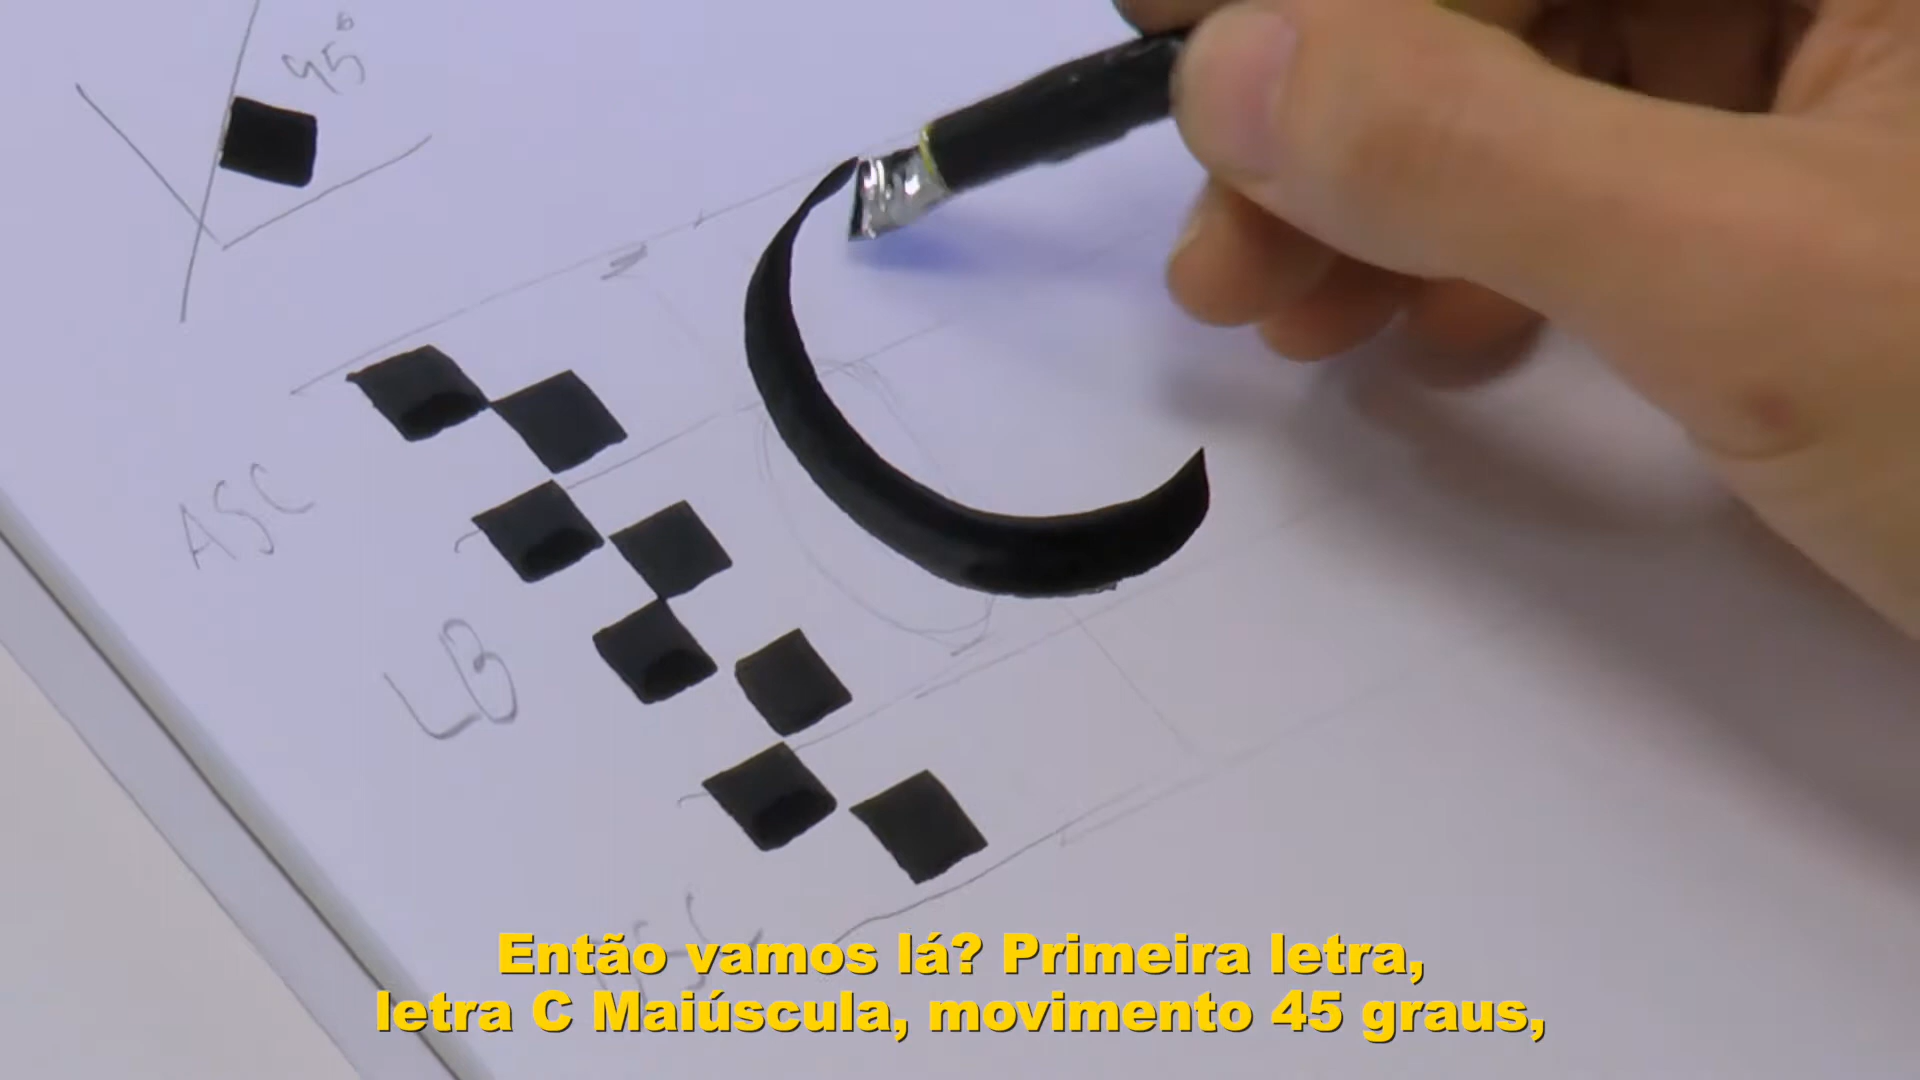 45°
ASC
LB
Então vamos lá? Primeira letra,
letra C Maiúscula, movimento 45 graus,